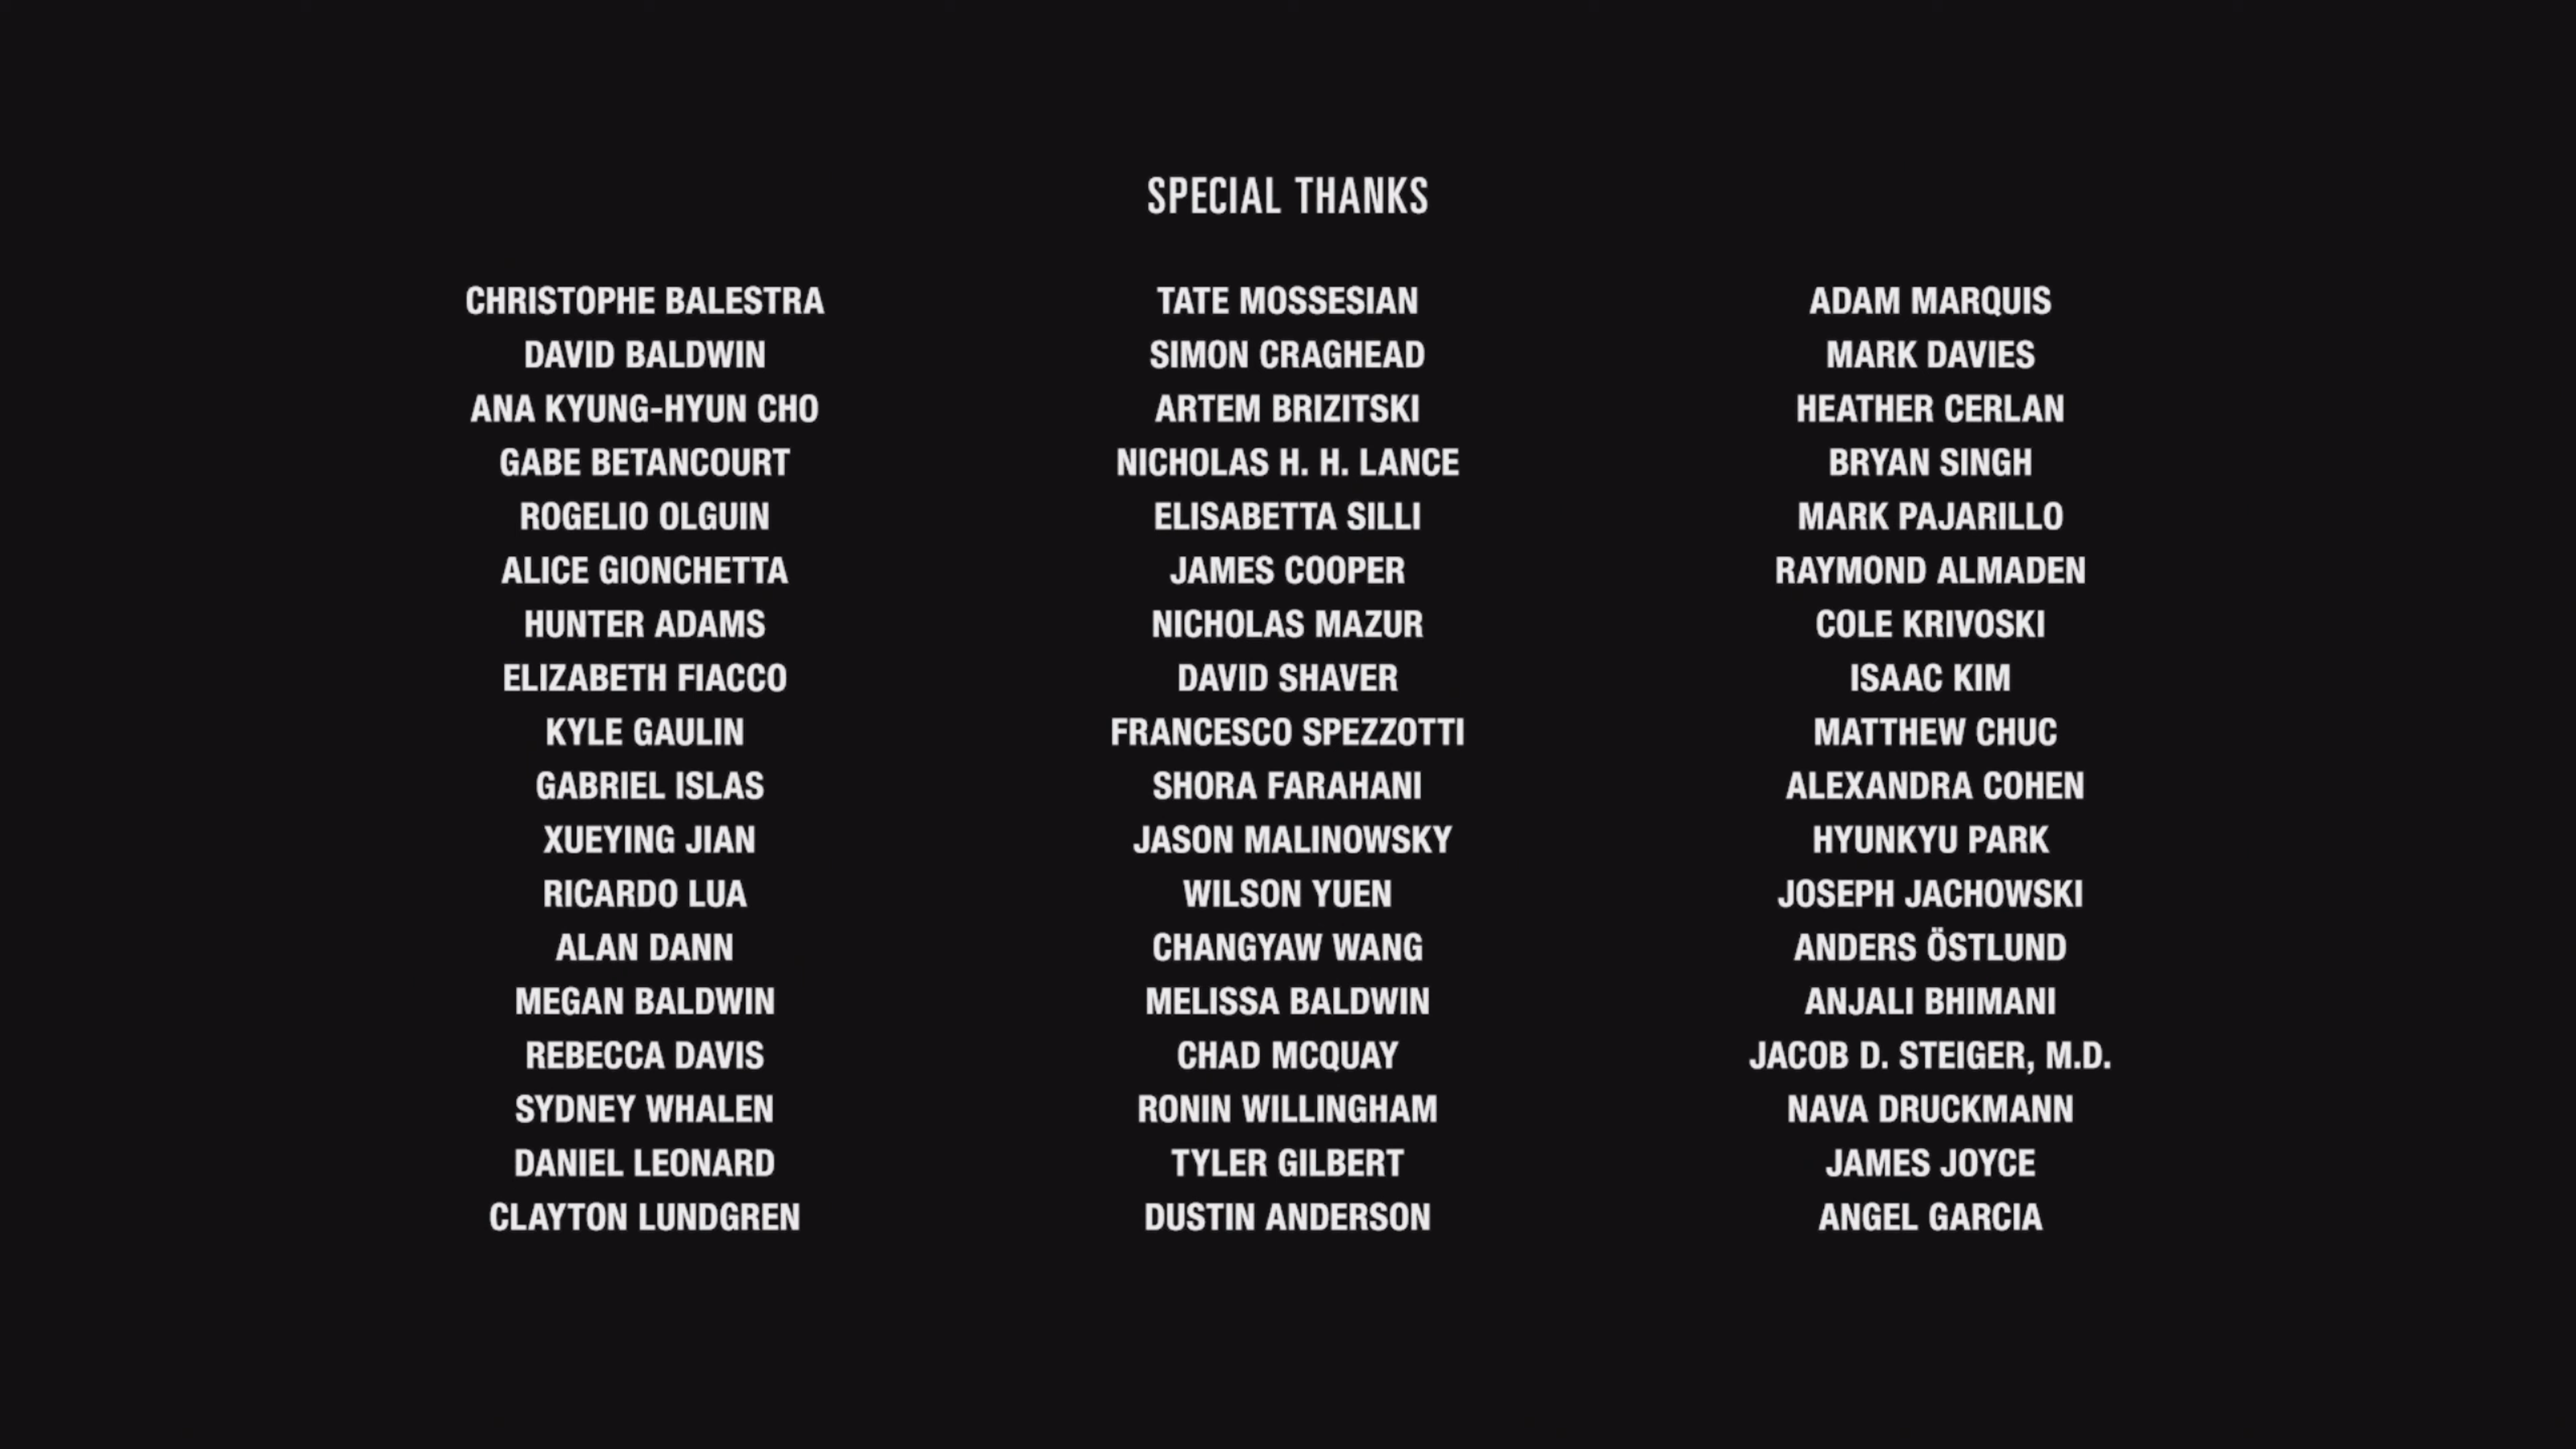 SPECIAL THANKS
CHRISTOPHE BALESTRA
DAVID BALDWIN
ANA KYUNG-HYUN CHO
GABE BETANCOURT
ROGELIO OLGUIN
ALICE GIONCHETTA
HUNTER ADAMS
ELIZABETH FIACCO
KYLE GAULIN
GABRIEL ISLAS
XUEYING JIAN
RICARDO LUA
ALAN DANN
MEGAN BALDWIN
REBECCA DAVIS
SYDNEY WHALEN
DANIEL LEONARD
CLAYTON LUNDGREN
TATE MOSSESIAN
SIMON CRAGHEAD
ARTEM BRIZITSKI
NICHOLAS H. H. LANCE
ELISABETTA SILLI
JAMES COOPER
NICHOLAS MAZUR
DAVID SHAVER
FRANCESCO SPEZZOTTI
SHORA FARAHANI
JASON MALINOWSKY
WILSON YUEN
CHANGYAW WANG
MELISSA BALDWIN
CHAD MCQUAY
RONIN WILLINGHAM
TYLER GILBERT
DUSTIN ANDERSON
ADAM MARQUIS
MARK DAVIES
HEATHER CERLAN
BRYAN SINGH
MARK PAJARILLO
RAYMOND ALMADEN
COLE KRIVOSKI
ISAAC KIM
MATTHEW CHUC
ALEXANDRA COHEN
HYUNKYU PARK
JOSEPH JACHOWSKI
ANDERS ÖSTLUND
ANJALI BHIMANI
JACOB D. STEIGER, M.D.
NAVA DRUCKMANN
JAMES JOYCE
ANGEL GARCIA